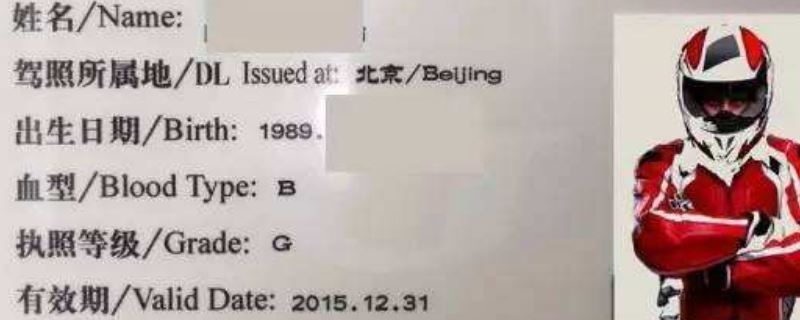 姓名/Name:
驾照所属地/DL Issued at: 北京/Beijing
出生日期/Birth: 1989.
血型/Blood Type: B
执照等级/Grade: G
有效期/Valid Date: 2015.12.31